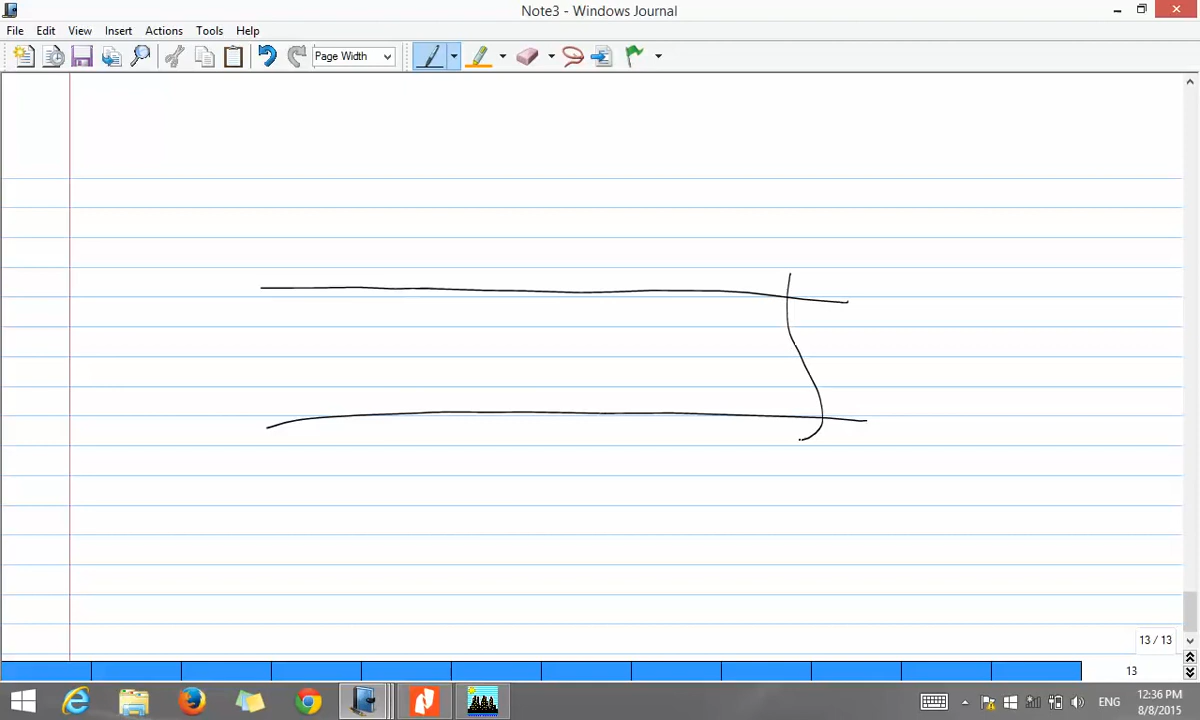 Note3 - Windows Journal
File Edit View Insert Actions Tools Help
Page Width
13 / 13
13
ENG
12:36 PM
8/8/2015